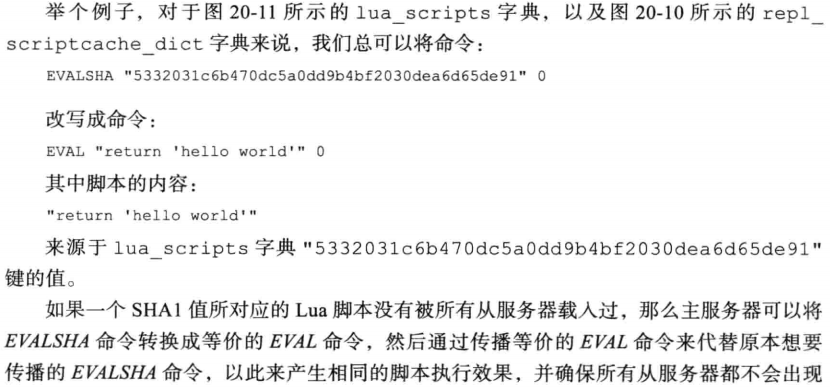 举个例子，对于图 20-11 所示的 lua_scripts 字典，以及图 20-10 所示的 repl_
scriptcache_dict 字典来说，我们总可以将命令：
EVALSHA "5332031c6b470dc5a0dd9b4bf2030dea6d65de91" 0
改写成命令：
EVAL "return 'hello world'" 0
其中脚本的内容：
"return 'hello world'"
来源于 lua_scripts 字典 "5332031c6b470dc5a0dd9b4bf2030dea6d65de91"
键的值。
如果一个 SHA1 值所对应的 Lua 脚本没有被所有从服务器载入过，那么主服务器可以将
EVALSHA 命令转换成等价的 EVAL 命令，然后通过传播等价的 EVAL 命令来代替原本想要
传播的 EVALSHA 命令，以此来产生相同的脚本执行效果，并确保所有从服务器都不会出现